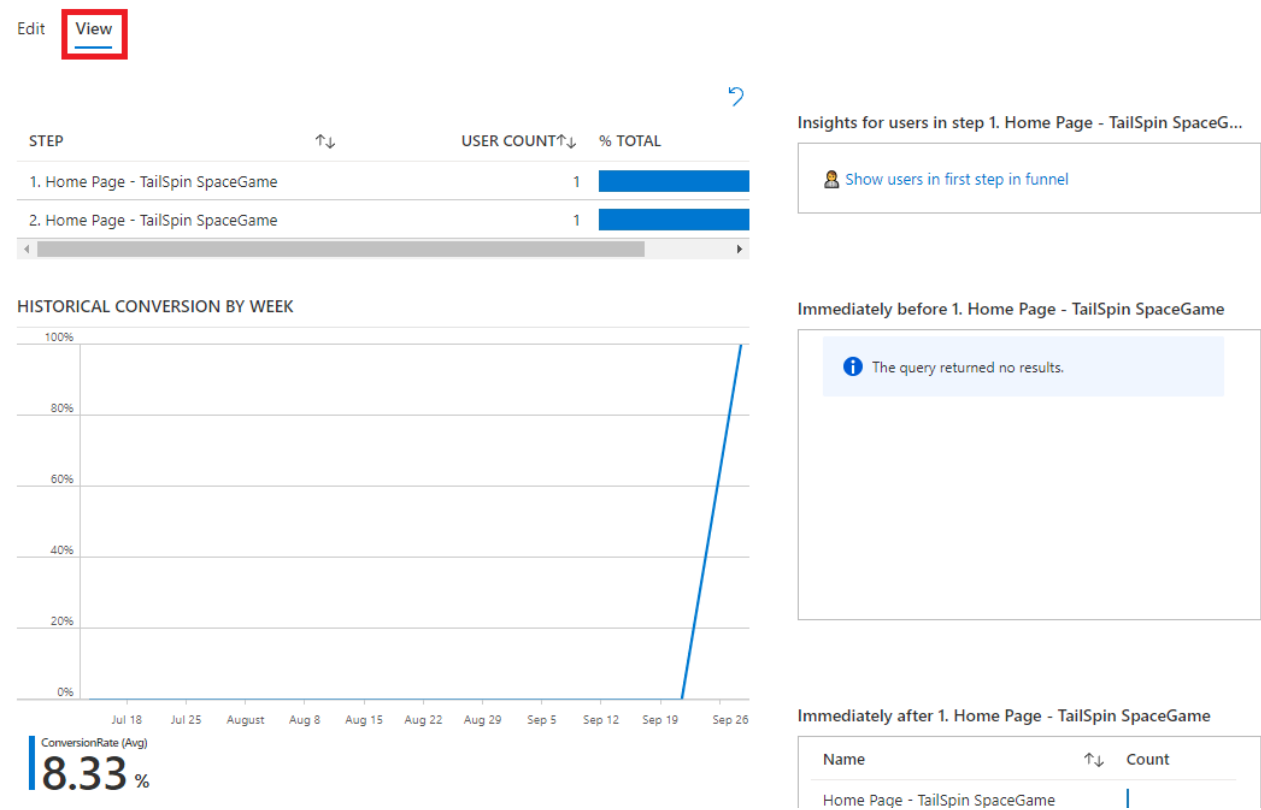 Edit View
STEP USER COUNT % TOTAL
1. Home Page - TailSpin SpaceGame 1
2. Home Page - TailSpin SpaceGame 1
HISTORICAL CONVERSION BY WEEK
100%
80%
60%
40%
20%
0%
Jul 18 Jul 25 August Aug 8 Aug 15 Aug 22 Aug 29 Sep 5 Sep 12 Sep 19 Sep 26
ConversionRate (Avg)
8.33 %
Insights for users in step 1. Home Page - TailSpin SpaceG...
Show users in first step in funnel
Immediately before 1. Home Page - TailSpin SpaceGame
The query returned no results.
Immediately after 1. Home Page - TailSpin SpaceGame
Name Count
Home Page - TailSpin SpaceGame